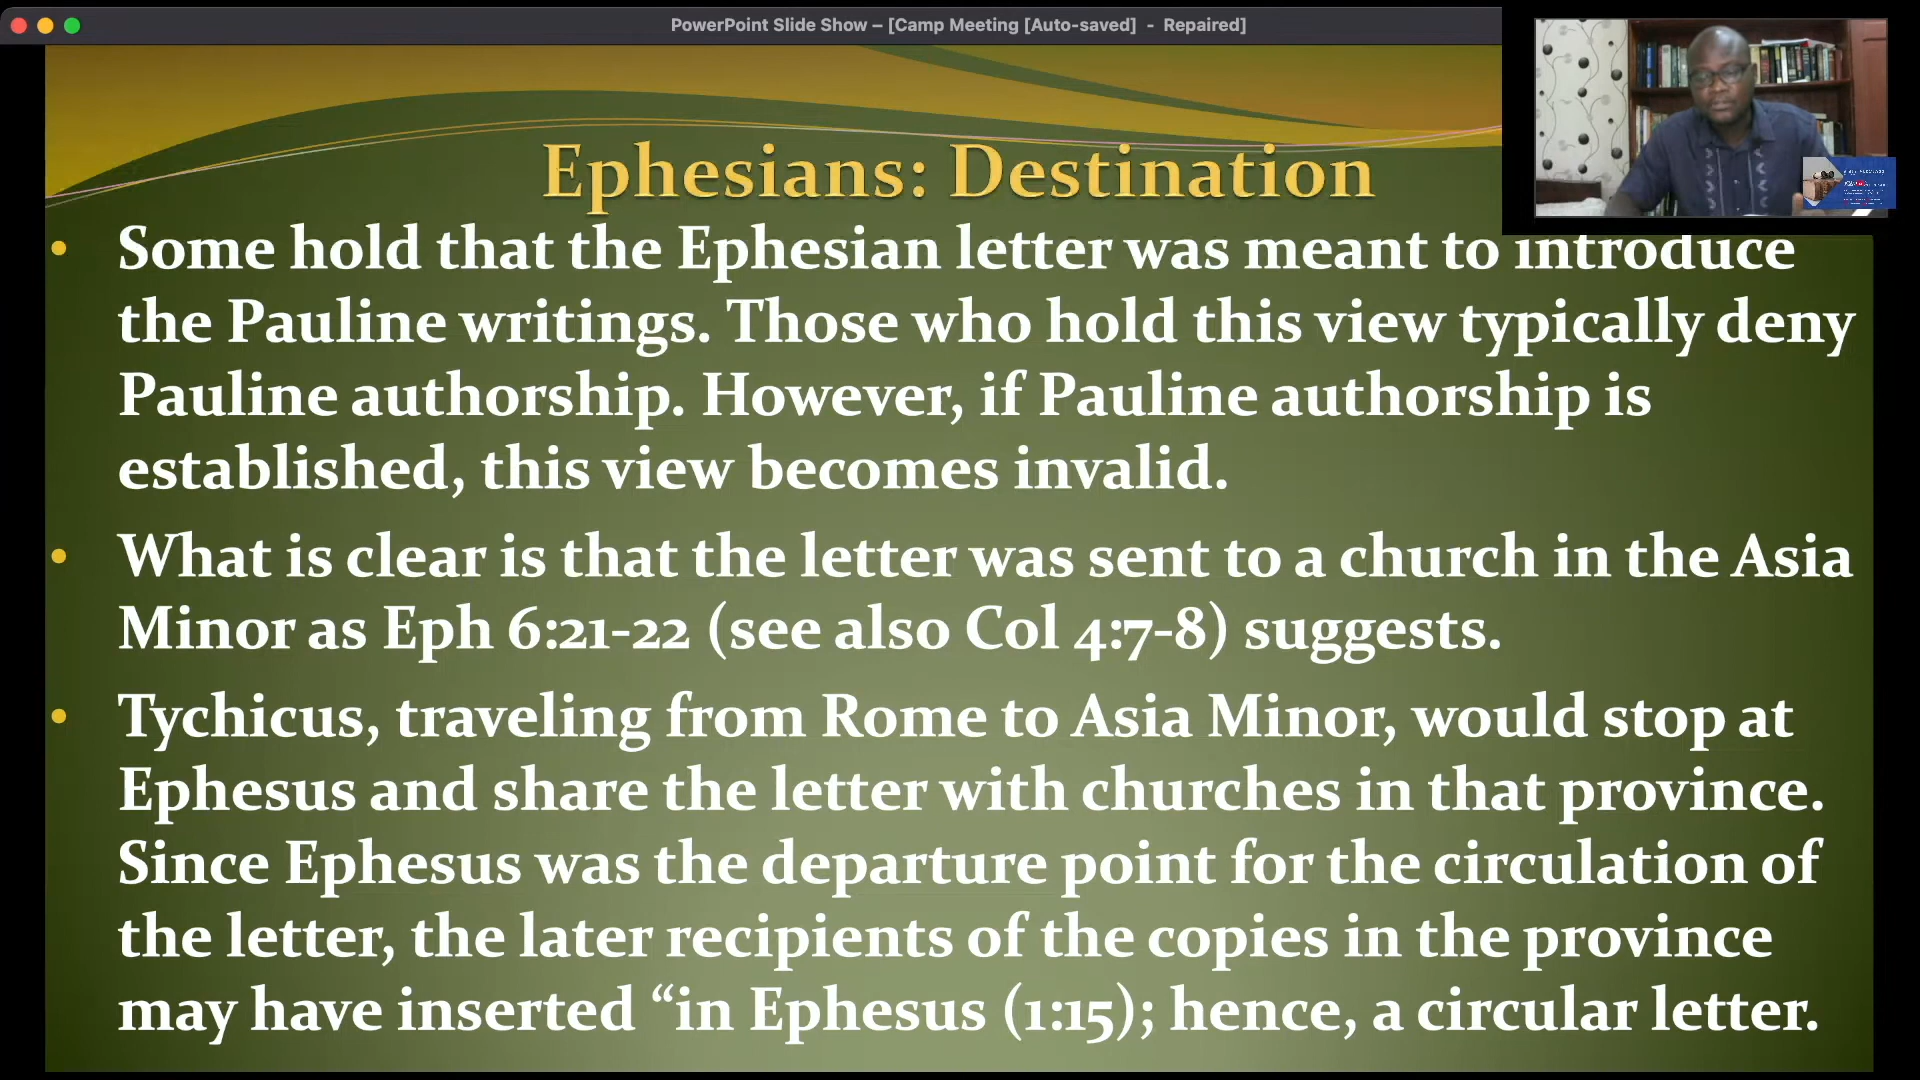 PowerPoint Slide Show – [Camp Meeting [Auto-saved]  -  Repaired]
Ephesians: Destination
• Some hold that the Ephesian letter was meant to introduce
the Pauline writings. Those who hold this view typically deny
Pauline authorship. However, if Pauline authorship is
established, this view becomes invalid.
• What is clear is that the letter was sent to a church in the Asia
Minor as Eph 6:21-22 (see also Col 4:7-8) suggests.
• Tychicus, traveling from Rome to Asia Minor, would stop at
Ephesus and share the letter with churches in that province.
Since Ephesus was the departure point for the circulation of
the letter, the later recipients of the copies in the province
may have inserted “in Ephesus (1:15); hence, a circular letter.